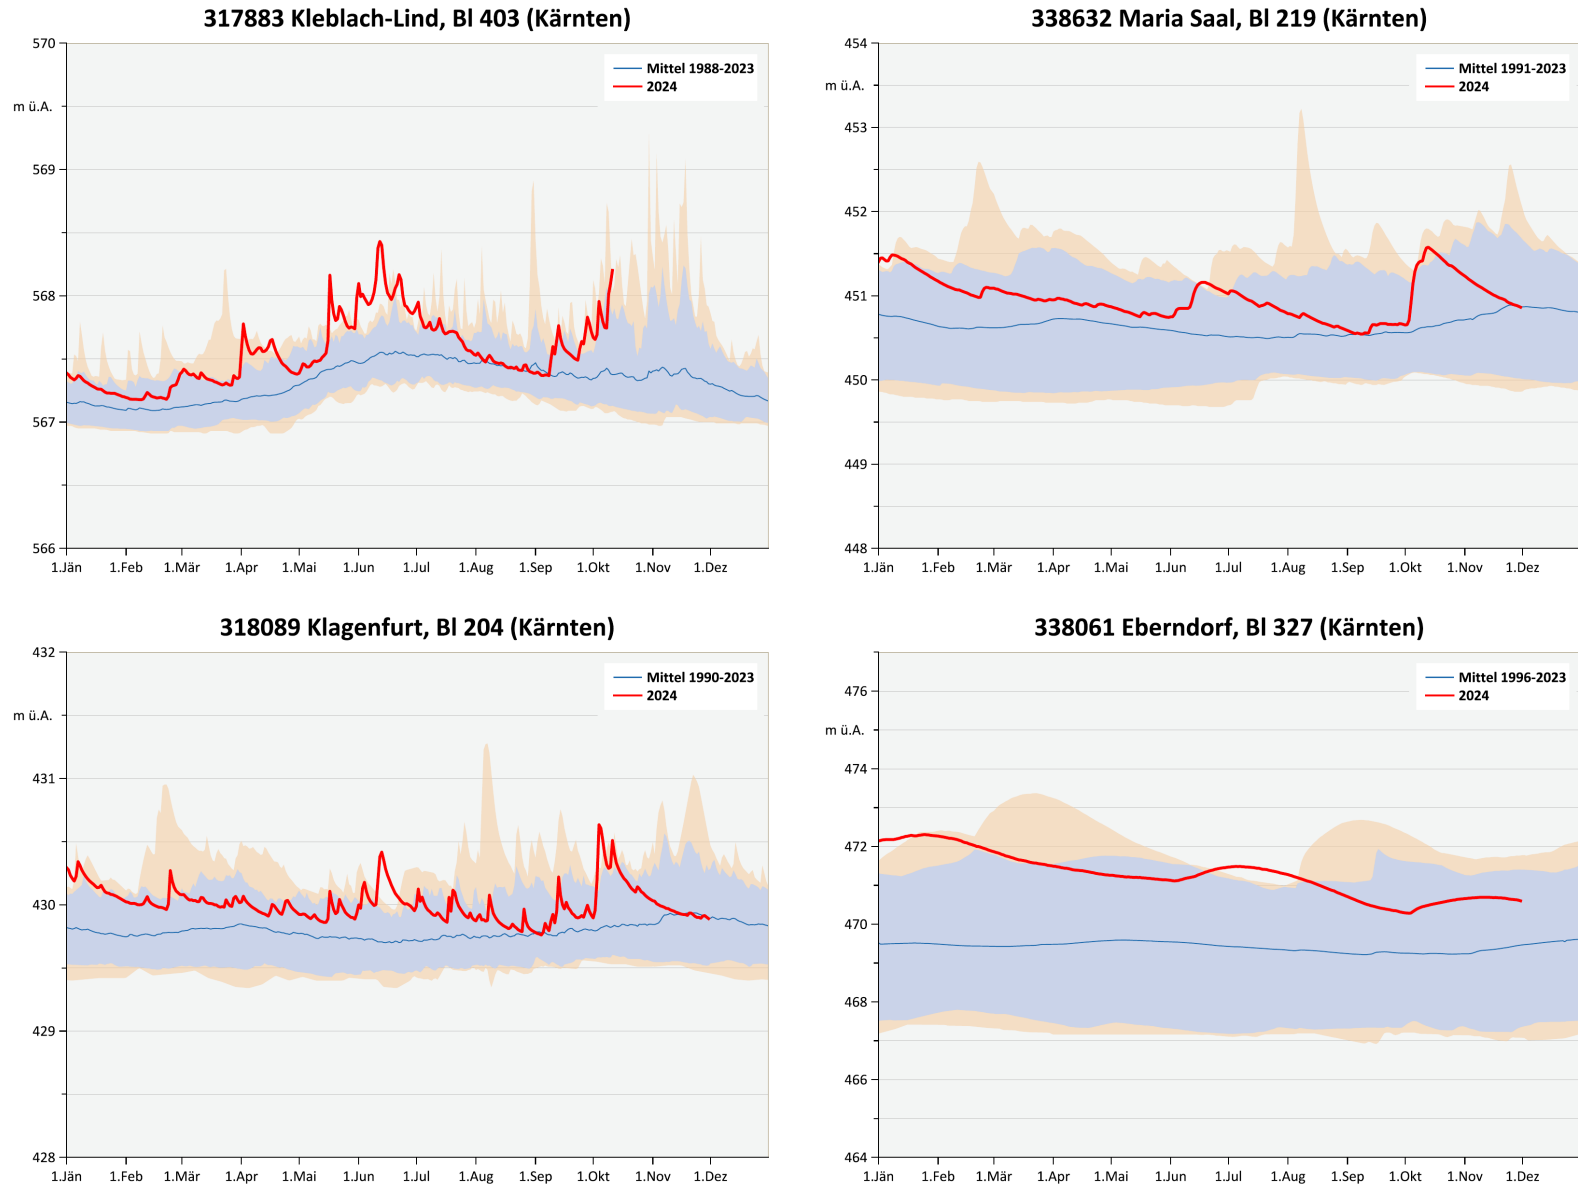 317883 Kleblach-Lind, Bl 403 (Kärnten)
570
m ü.A.
569
568
567
566
Mittel 1988-2023
2024
1.Jän 1.Feb 1.Mär 1.Apr 1.Mai 1.Jun 1.Jul 1.Aug 1.Sep 1.Okt 1.Nov 1.Dez
338632 Maria Saal, Bl 219 (Kärnten)
454
m ü.A.
453
452
451
450
449
448
Mittel 1991-2023
2024
1.Jän 1.Feb 1.Mär 1.Apr 1.Mai 1.Jun 1.Jul 1.Aug 1.Sep 1.Okt 1.Nov 1.Dez
318089 Klagenfurt, Bl 204 (Kärnten)
432
m ü.A.
431
430
429
428
Mittel 1990-2023
2024
1.Jän 1.Feb 1.Mär 1.Apr 1.Mai 1.Jun 1.Jul 1.Aug 1.Sep 1.Okt 1.Nov 1.Dez
338061 Eberndorf, Bl 327 (Kärnten)
476
m ü.A.
474
472
470
468
466
464
Mittel 1996-2023
2024
1.Jän 1.Feb 1.Mär 1.Apr 1.Mai 1.Jun 1.Jul 1.Aug 1.Sep 1.Okt 1.Nov 1.Dez